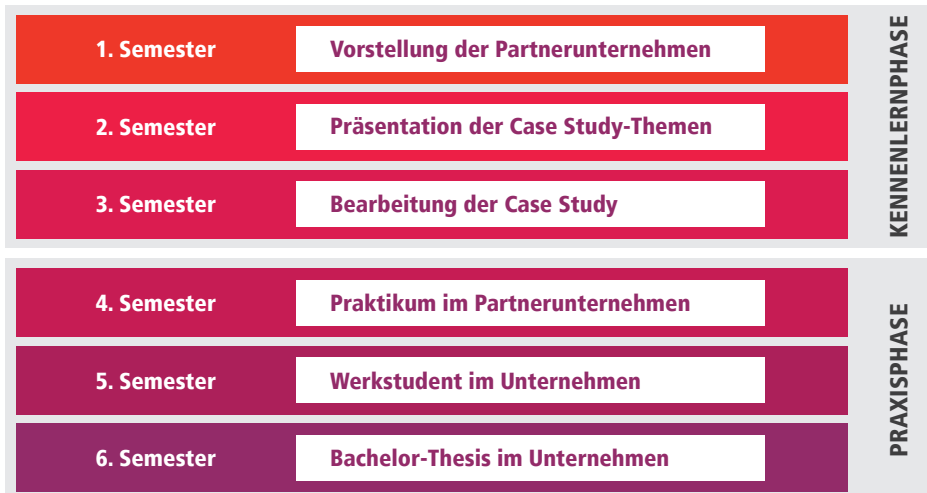 1. Semester Vorstellung der Partnerunternehmen
2. Semester Präsentation der Case Study-Themen
3. Semester Bearbeitung der Case Study
KENNENLERNPHASE
4. Semester Praktikum im Partnerunternehmen
5. Semester Werkstudent im Unternehmen
6. Semester Bachelor-Thesis im Unternehmen
PRAXISPHASE